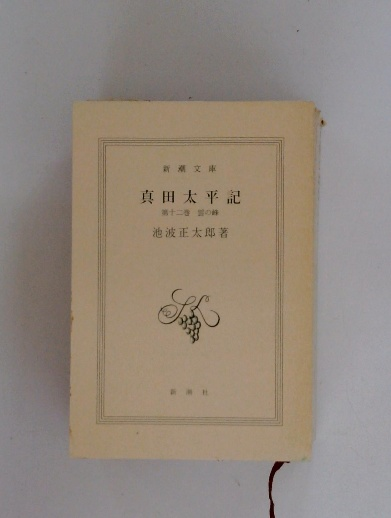 新潮文庫
真田太平記
第十二巻 雲の峰
池波正太郎著
新潮社